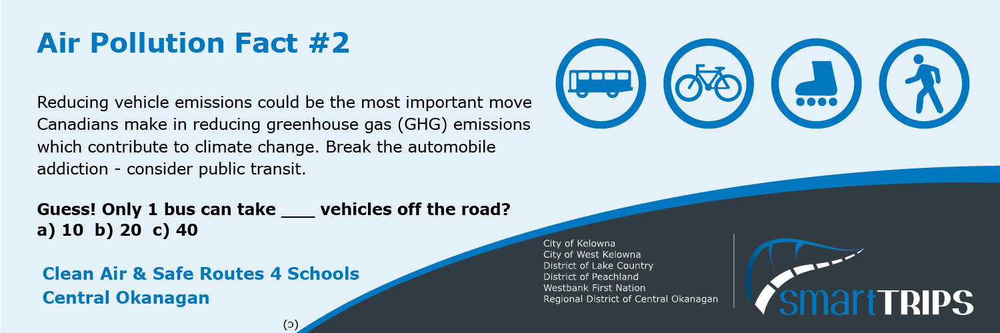 Air Pollution Fact #2
Reducing vehicle emissions could be the most important move
Canadians make in reducing greenhouse gas (GHG) emissions
which contribute to climate change. Break the automobile
addiction - consider public transit.
Guess! Only 1 bus can take ___ vehicles off the road?
a) 10  b) 20  c) 40
Clean Air & Safe Routes 4 Schools
Central Okanagan
(ɔ)
City of Kelowna
City of West Kelowna
District of Lake Country
District of Peachland
Westbank First Nation
Regional District of Central Okanagan
smartTRIPS